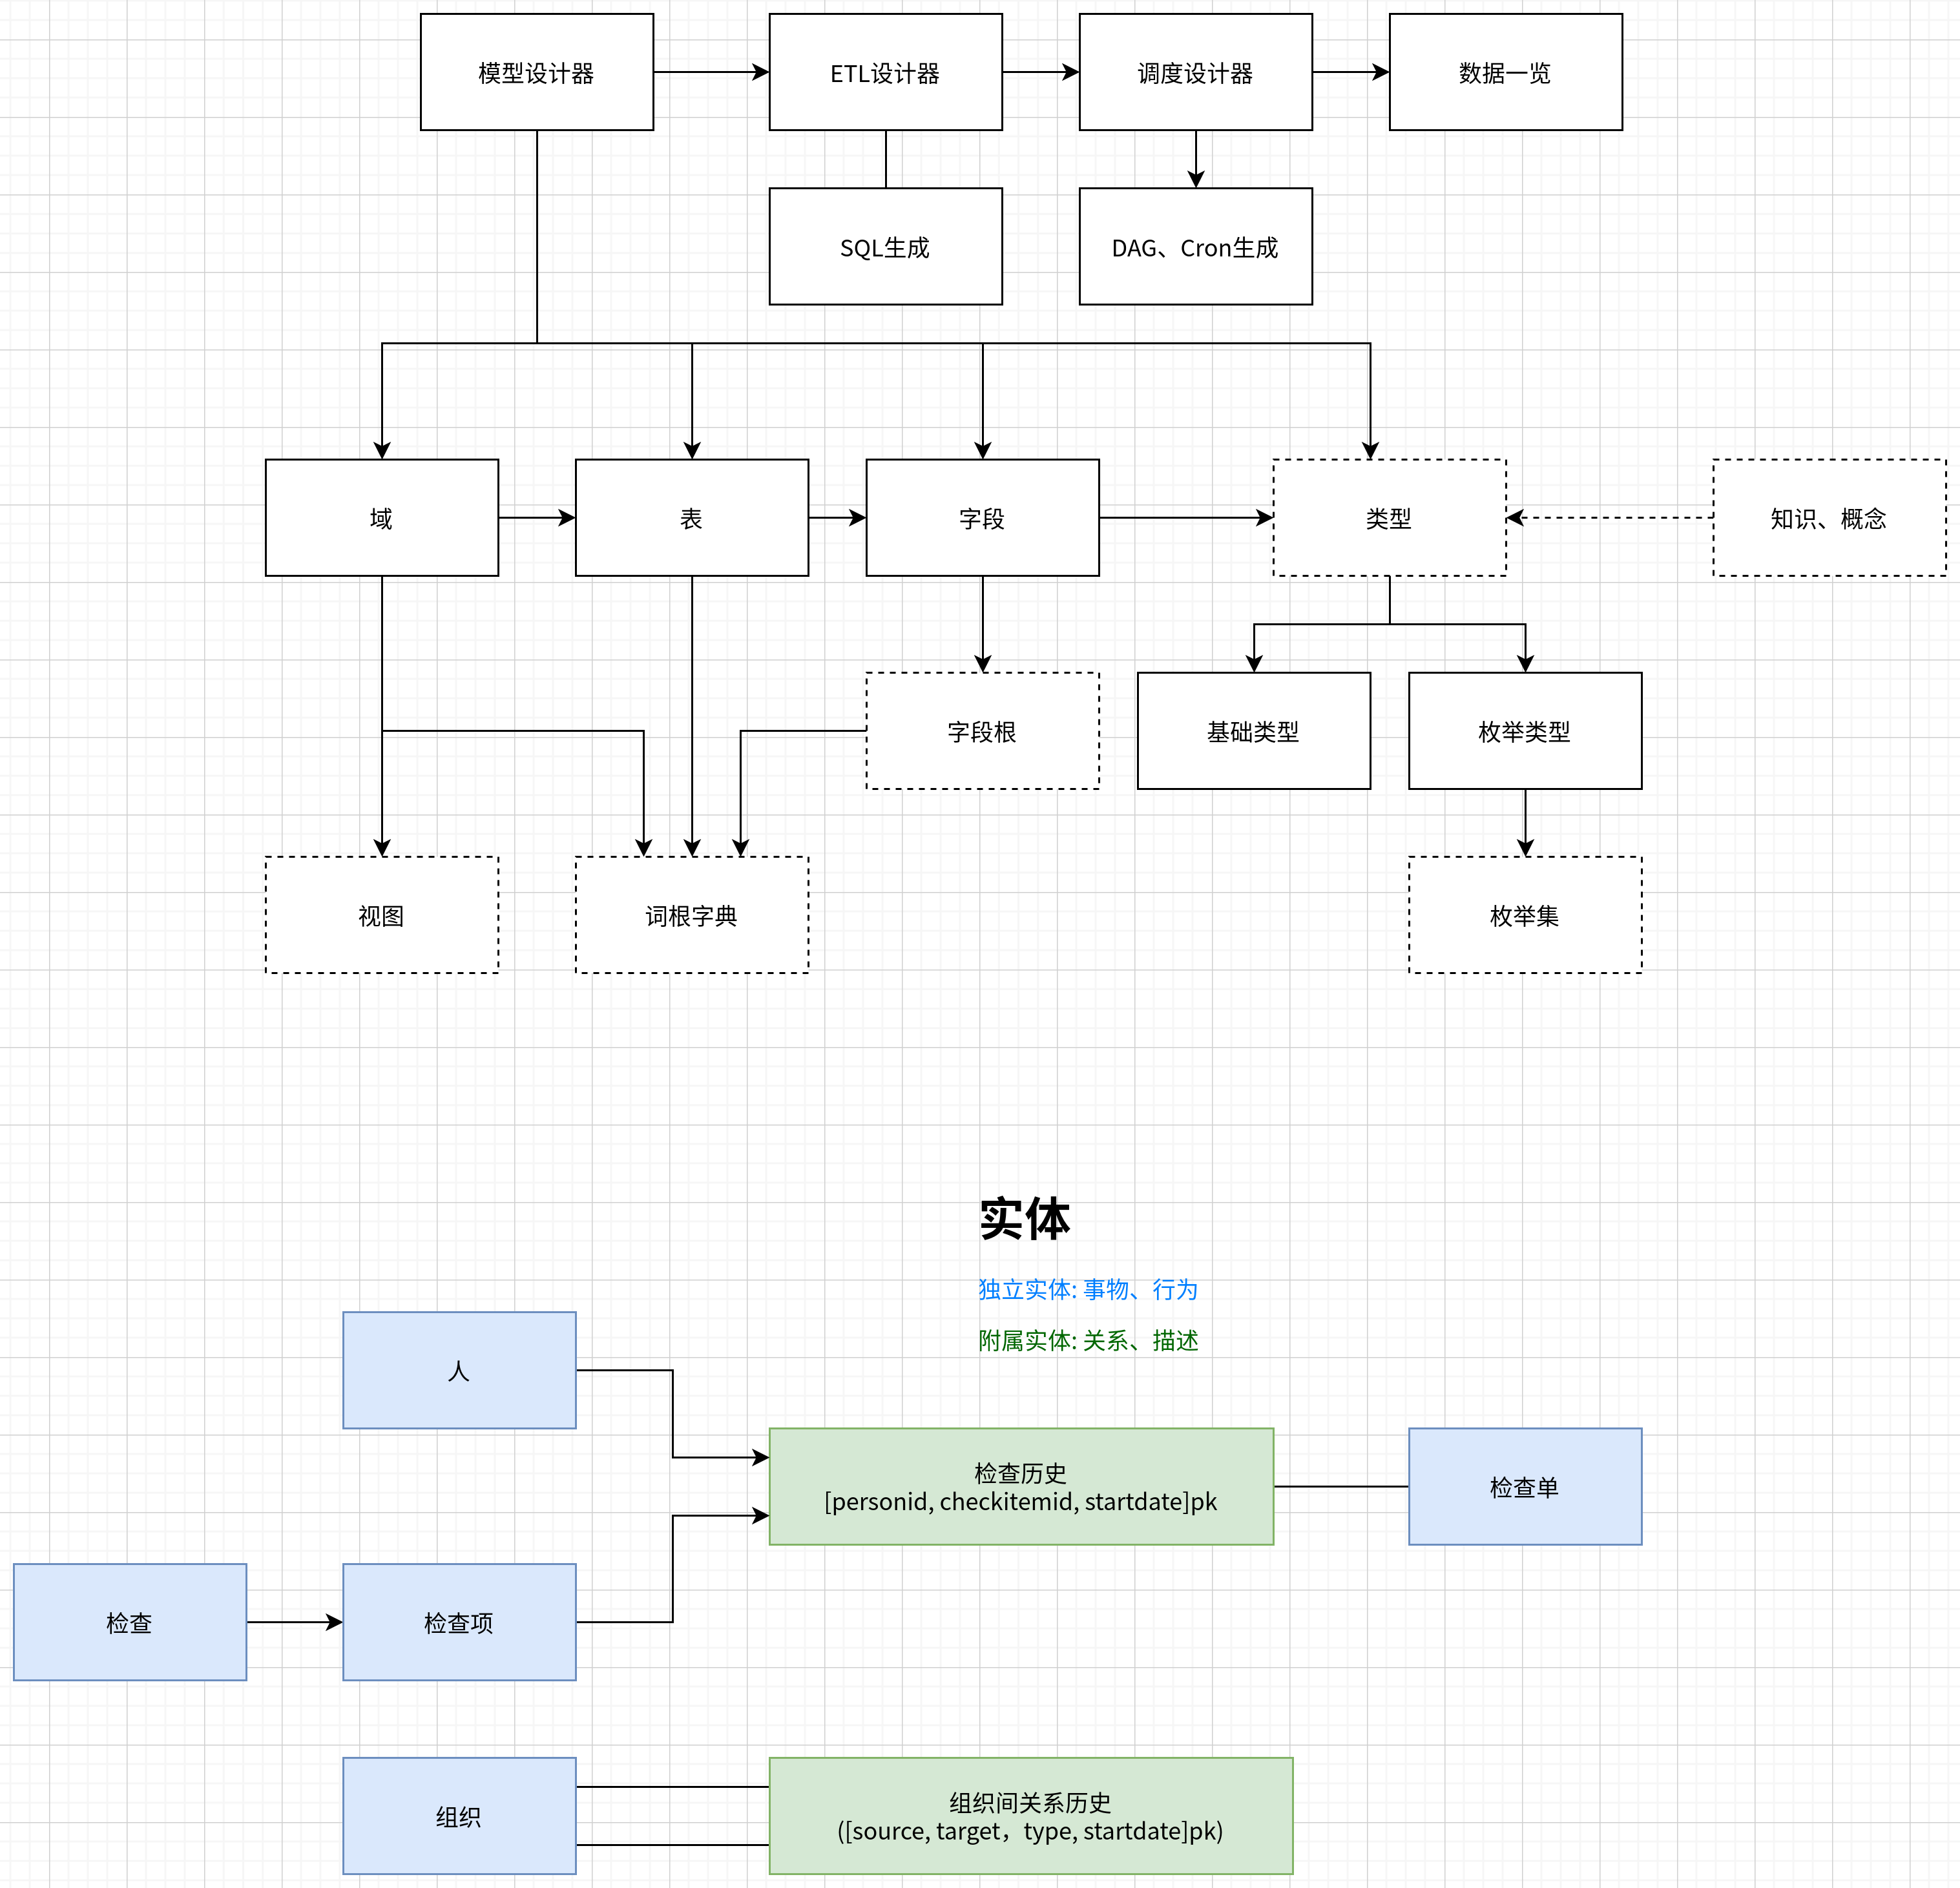 模型设计器
ETL设计器
调度设计器
数据一览
SQL生成
DAG、Cron生成
域
表
字段
类型
知识、概念
字段根
基础类型
枚举类型
视图
词根字典
枚举集
实体
独立实体: 事物、行为
附属实体: 关系、描述
人
检查历史
[personid, checkitemid, startdate]pk
检查单
检查
检查项
组织
组织间关系历史
([source, target，type, startdate]pk)